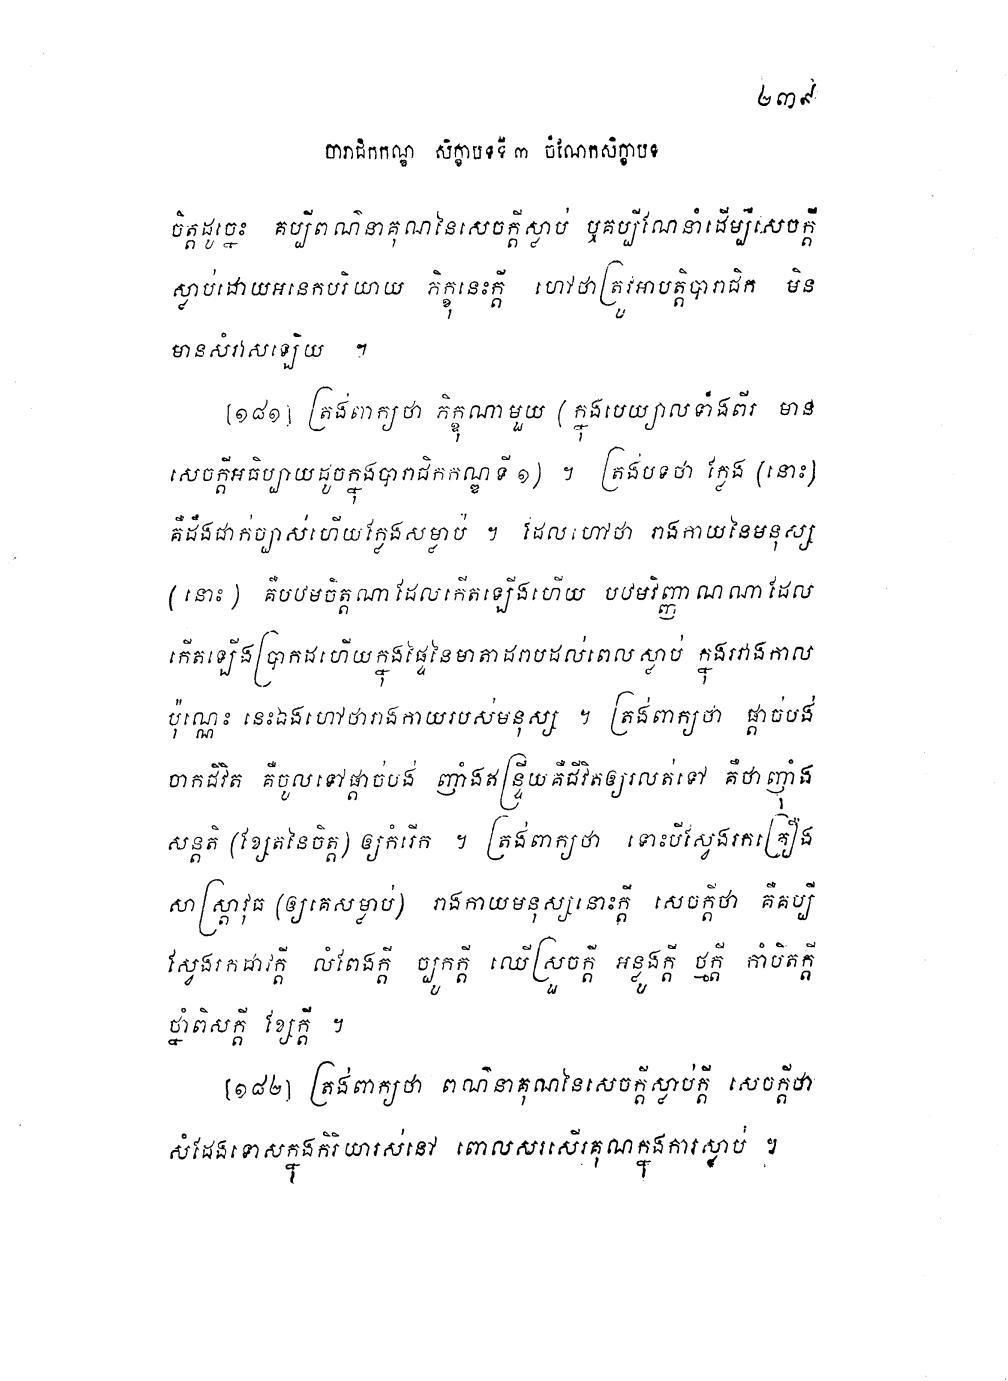 ២៣៩
បារាជិកកណ្ឌ សិក្ខាបទទី ៣ ចំណែកសិក្ខាបទ
ចិត្តដូច្នេះ គប្បីពណ៌នាគុណនៃសេចក្តីស្លាប់ ឬគប្បីណែនាំដើម្បីសេចក្តី
ស្លាប់ដោយអនេកបរិយាយ ភិក្ខុនេះក្តី ហៅថាត្រូវអាបត្តិបារាជិក មិន
មានសំវាសឡើយ ។
[១៨១] ត្រង់ពាក្យថា ភិក្ខុណាមួយ (ក្នុងបេយ្យាលទាំងពីរ មាន
សេចក្តីអធិប្បាយដូចក្នុងបារាជិកកណ្ឌទី ១) ។ ត្រង់បទថា ក្លែង (នោះ)
គឺដឹងជាក់ច្បាស់ហើយក្លែងសម្លាប់ ។ ដែលហៅថា រាងកាយនៃមនុស្ស
(នោះ) គឺបឋមចិត្តណាដែលកើតឡើងហើយ បឋមវិញ្ញាណណាដែល
កើតឡើងប្រាកដហើយក្នុងផ្ទៃនៃមាតាដរាបដល់ពេលស្លាប់ ក្នុងរវាងកាល
ប៉ុណ្ណេះ នេះឯងហៅថារាងកាយរបស់មនុស្ស ។ ត្រង់ពាក្យថា ផ្តាច់បង់
ចាកជីវិត គឺចូលទៅផ្តាច់បង់ ញ៉ាំងឥន្ទ្រីយគឺជីវិតឲ្យរលត់ទៅ គឺថាញ៉ាំង
សន្តតិ (ខ្សែតនៃចិត្ត) ឲ្យកំរើក ។ ត្រង់ពាក្យថា ទោះបីស្វែងរកគ្រឿង
សាស្ត្រាវុធ (ឲ្យគេសម្លាប់) រាងកាយមនុស្សនោះក្តី សេចក្តីថា គឺគប្បី
ស្វែងរកដាវក្តី លំពែងក្តី ច្បូកក្តី ឈើស្រួចក្តី អន្លូងក្តី ថ្មក្តី កាំបិតក្តី
ថ្នាំពិសក្តី ខ្សែក្តី ។
[១៨២] ត្រង់ពាក្យថា ពណ៌នាគុណនៃសេចក្តីស្លាប់ក្តី សេចក្តីថា
សំដែងទោសក្នុងកិរិយារស់នៅ ពោលសរសើរគុណក្នុងការស្លាប់ ។